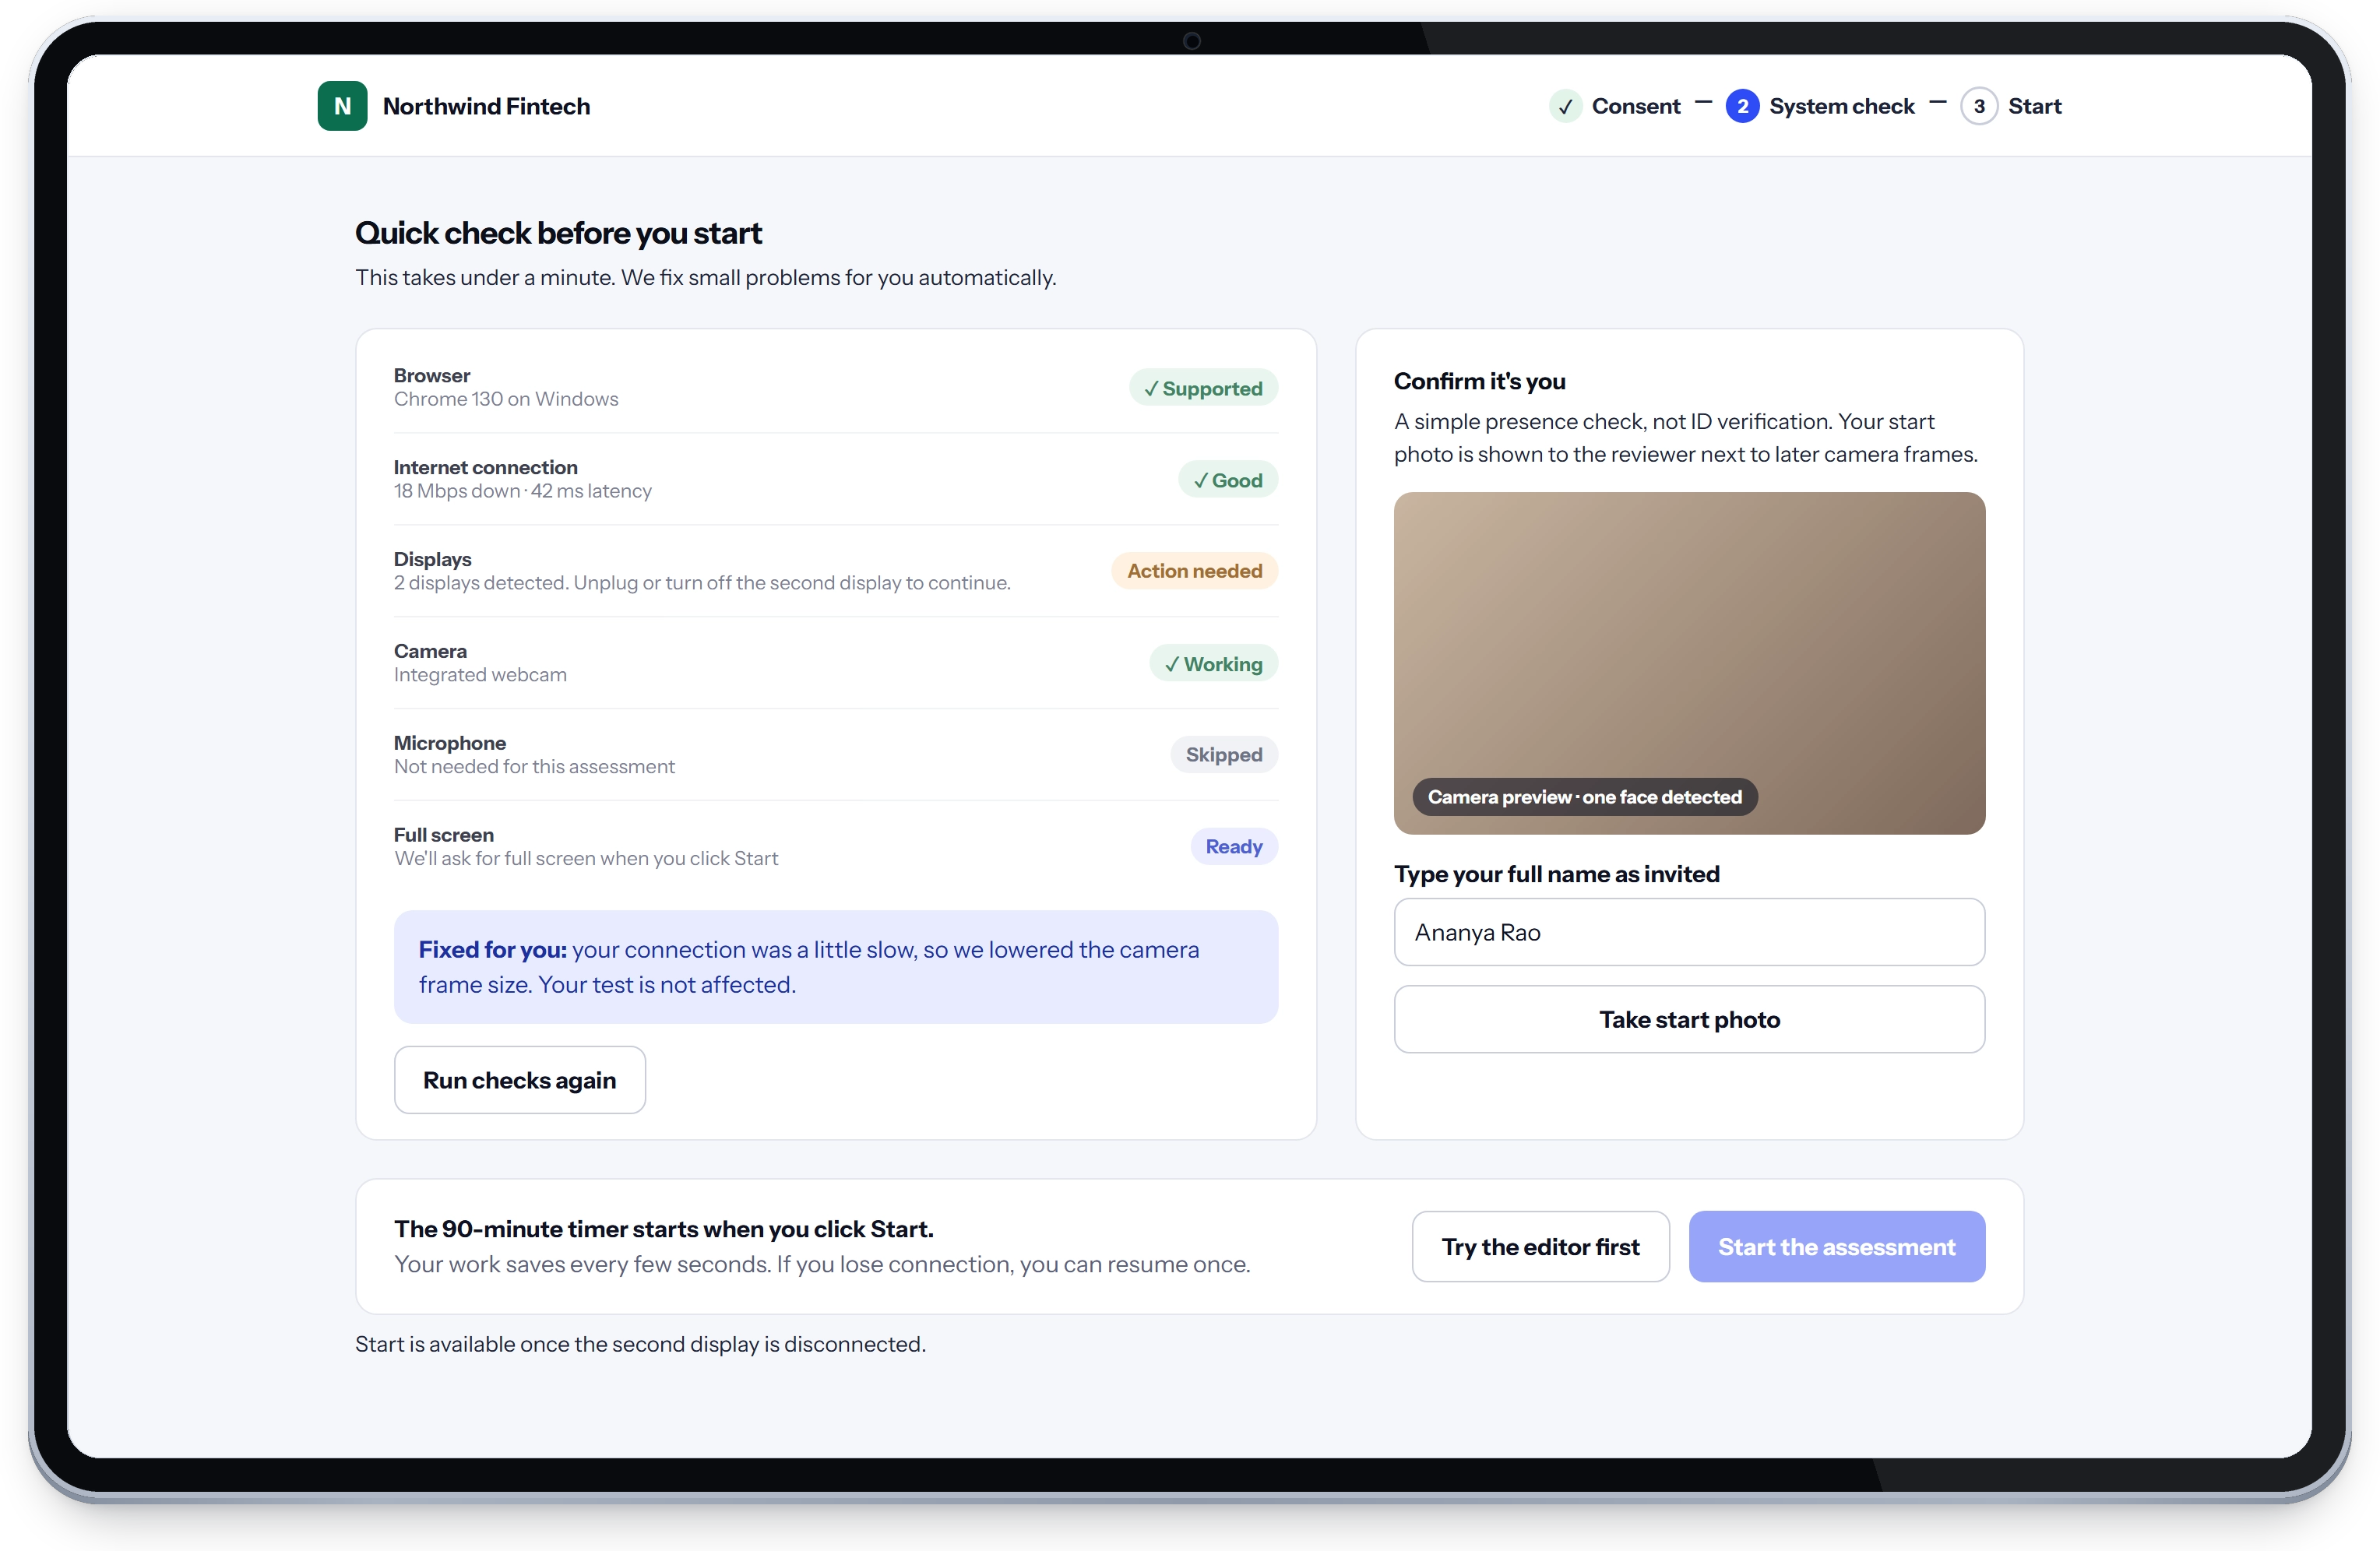 N
Northwind Fintech
✓ Consent – 2 System check – 3 Start
Quick check before you start
This takes under a minute. We fix small problems for you automatically.
Browser
Chrome 130 on Windows
✓ Supported
Internet connection
18 Mbps down · 42 ms latency
✓ Good
Displays
2 displays detected. Unplug or turn off the second display to continue.
Action needed
Camera
Integrated webcam
✓ Working
Microphone
Not needed for this assessment
Skipped
Full screen
We'll ask for full screen when you click Start
Ready
Fixed for you: your connection was a little slow, so we lowered the camera
frame size. Your test is not affected.
Run checks again
Confirm it's you
A simple presence check, not ID verification. Your start
photo is shown to the reviewer next to later camera frames.
Camera preview · one face detected
Type your full name as invited
Ananya Rao
Take start photo
The 90-minute timer starts when you click Start.
Your work saves every few seconds. If you lose connection, you can resume once.
Try the editor first
Start the assessment
Start is available once the second display is disconnected.